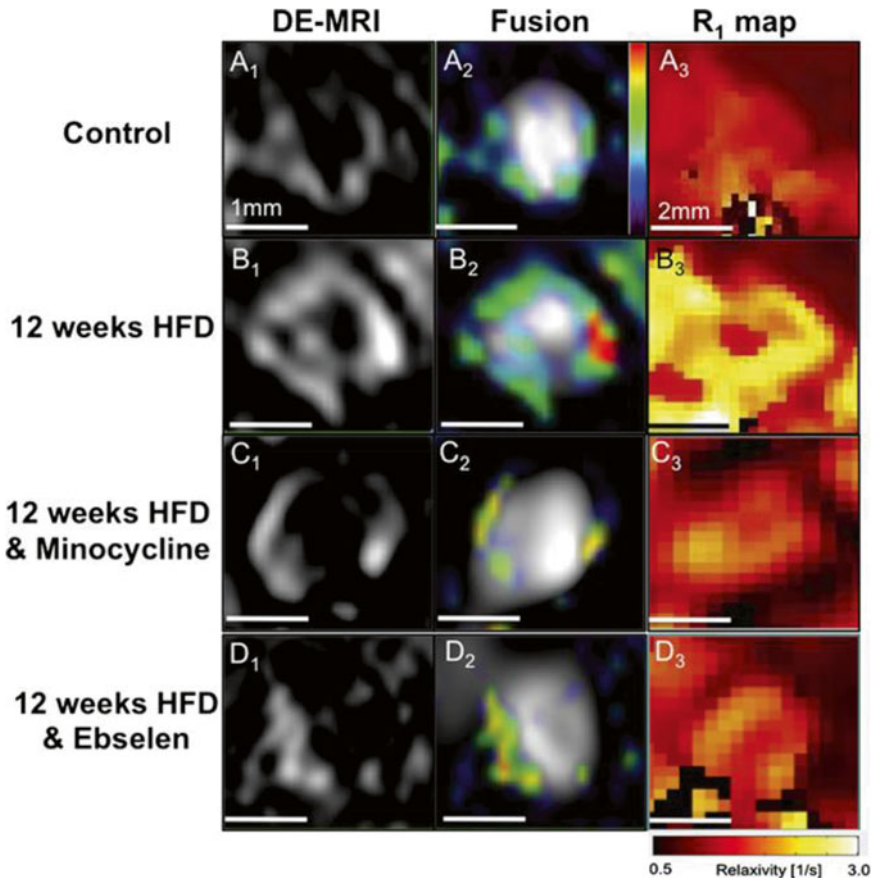 DE-MRI Fusion R₁ map
Control
A₁ A₂ A₃
1mm 2mm
12 weeks HFD
B₁ B₂ B₃
12 weeks HFD
& Minocycline
C₁ C₂ C₃
12 weeks HFD
& Ebselen
D₁ D₂ D₃
0.5 Relaxivity [1/s] 3.0